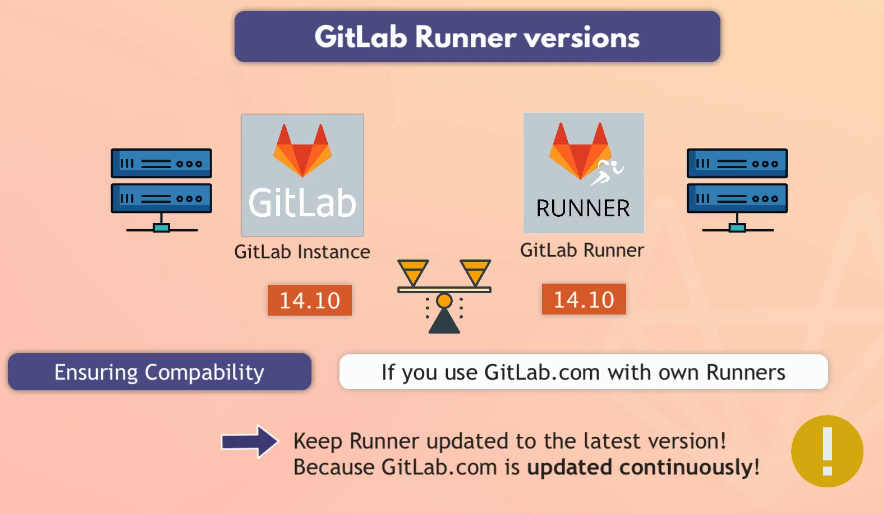 GitLab Runner versions
GitLab
RUNNER
GitLab Instance
GitLab Runner
14.10
14.10
Ensuring Compability
If you use GitLab.com with own Runners
Keep Runner updated to the latest version!
Because GitLab.com is updated continuously!